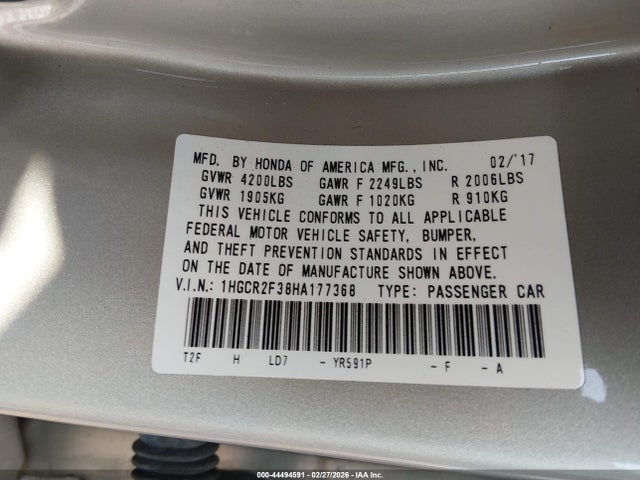 MFD. BY HONDA OF AMERICA MFG., INC. 02/'17
GVWR 4200LBS GAWR F 2249LBS R 2006LBS
GVWR 1905KG GAWR F 1020KG R 910KG
THIS VEHICLE CONFORMS TO ALL APPLICABLE
FEDERAL MOTOR VEHICLE SAFETY, BUMPER,
AND THEFT PREVENTION STANDARDS IN EFFECT
ON THE DATE OF MANUFACTURE SHOWN ABOVE.
V.I.N.: 1HGCR2F38HA177368 TYPE: PASSENGER CAR
T2F H LD7 - YR591P - F - A
000-44494591 - 02/27/2026 - IAA Inc.